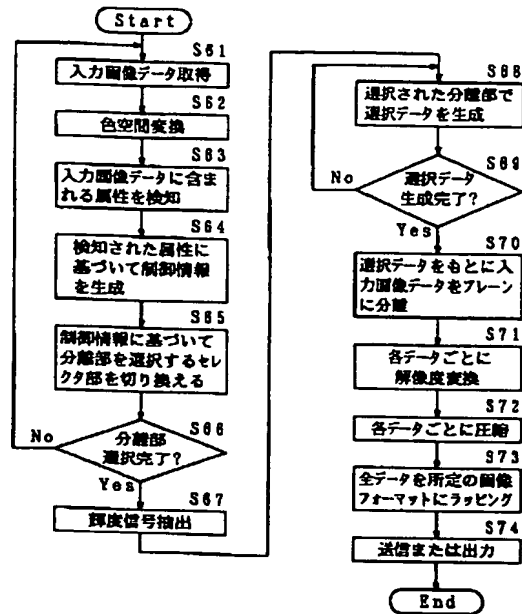 Start
S61
入力画像データ取得
S62
色空間変換
S63
入力画像データに含ま
れる属性を検知
S64
検知された属性に
基づいて制御情報
を生成
S65
制御情報に基づいて
分離部を選択するセレ
クタ部を切り換える
S66
No
分離部
選択完了?
Yes
S67
輝度信号抽出
S68
選択された分離部で
選択データを生成
S69
No
選択データ
生成完了?
Yes
S70
選択データをもとに入
力画像データをプレーン
に分離
S71
各データごとに
解像度変換
S72
各データごとに圧縮
S73
全データを所定の画像
フォーマットにラッピング
S74
送信または出力
End